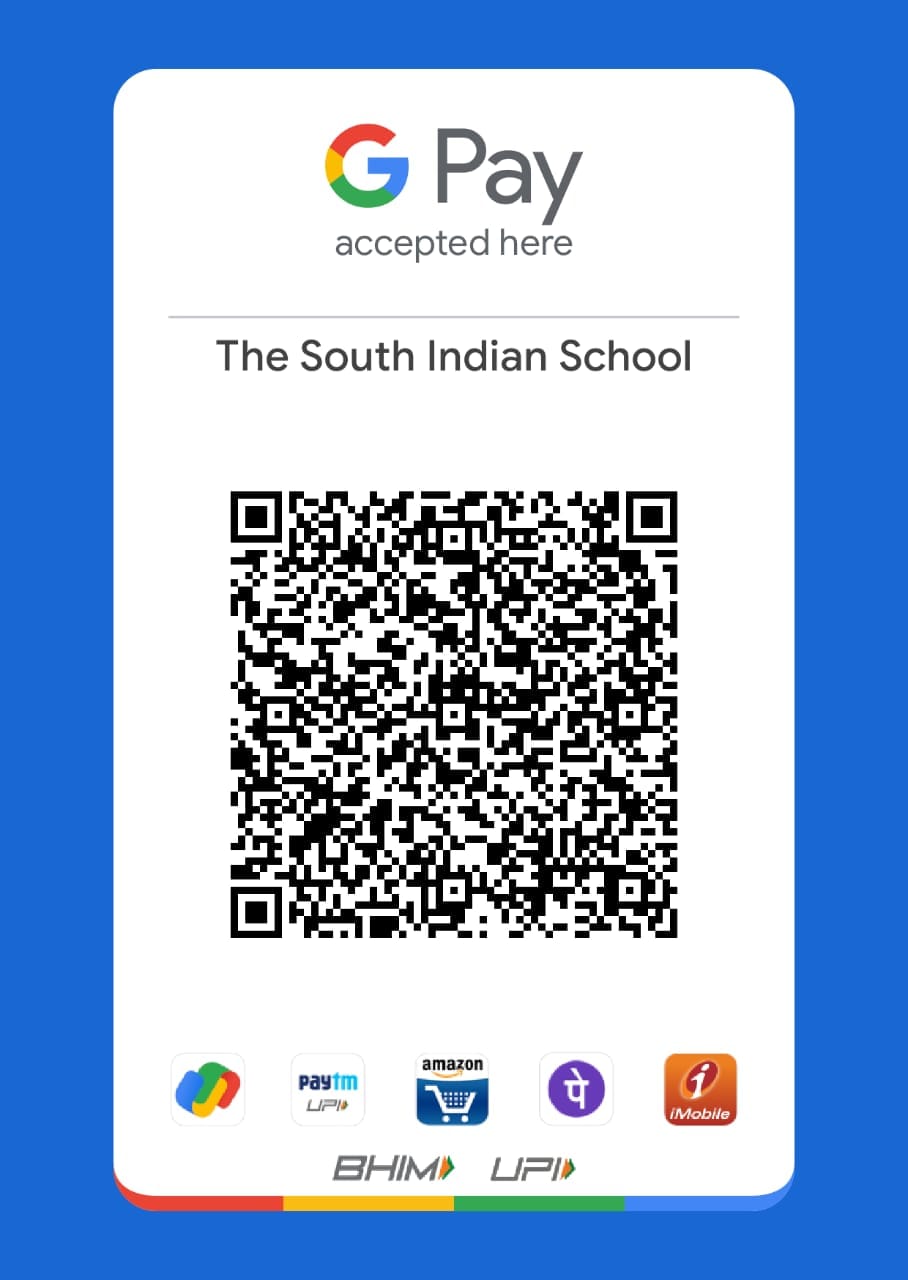 G Pay
accepted here
The South Indian School
paytm
UPI
amazon
पे
i
iMobile
BHIM UPI